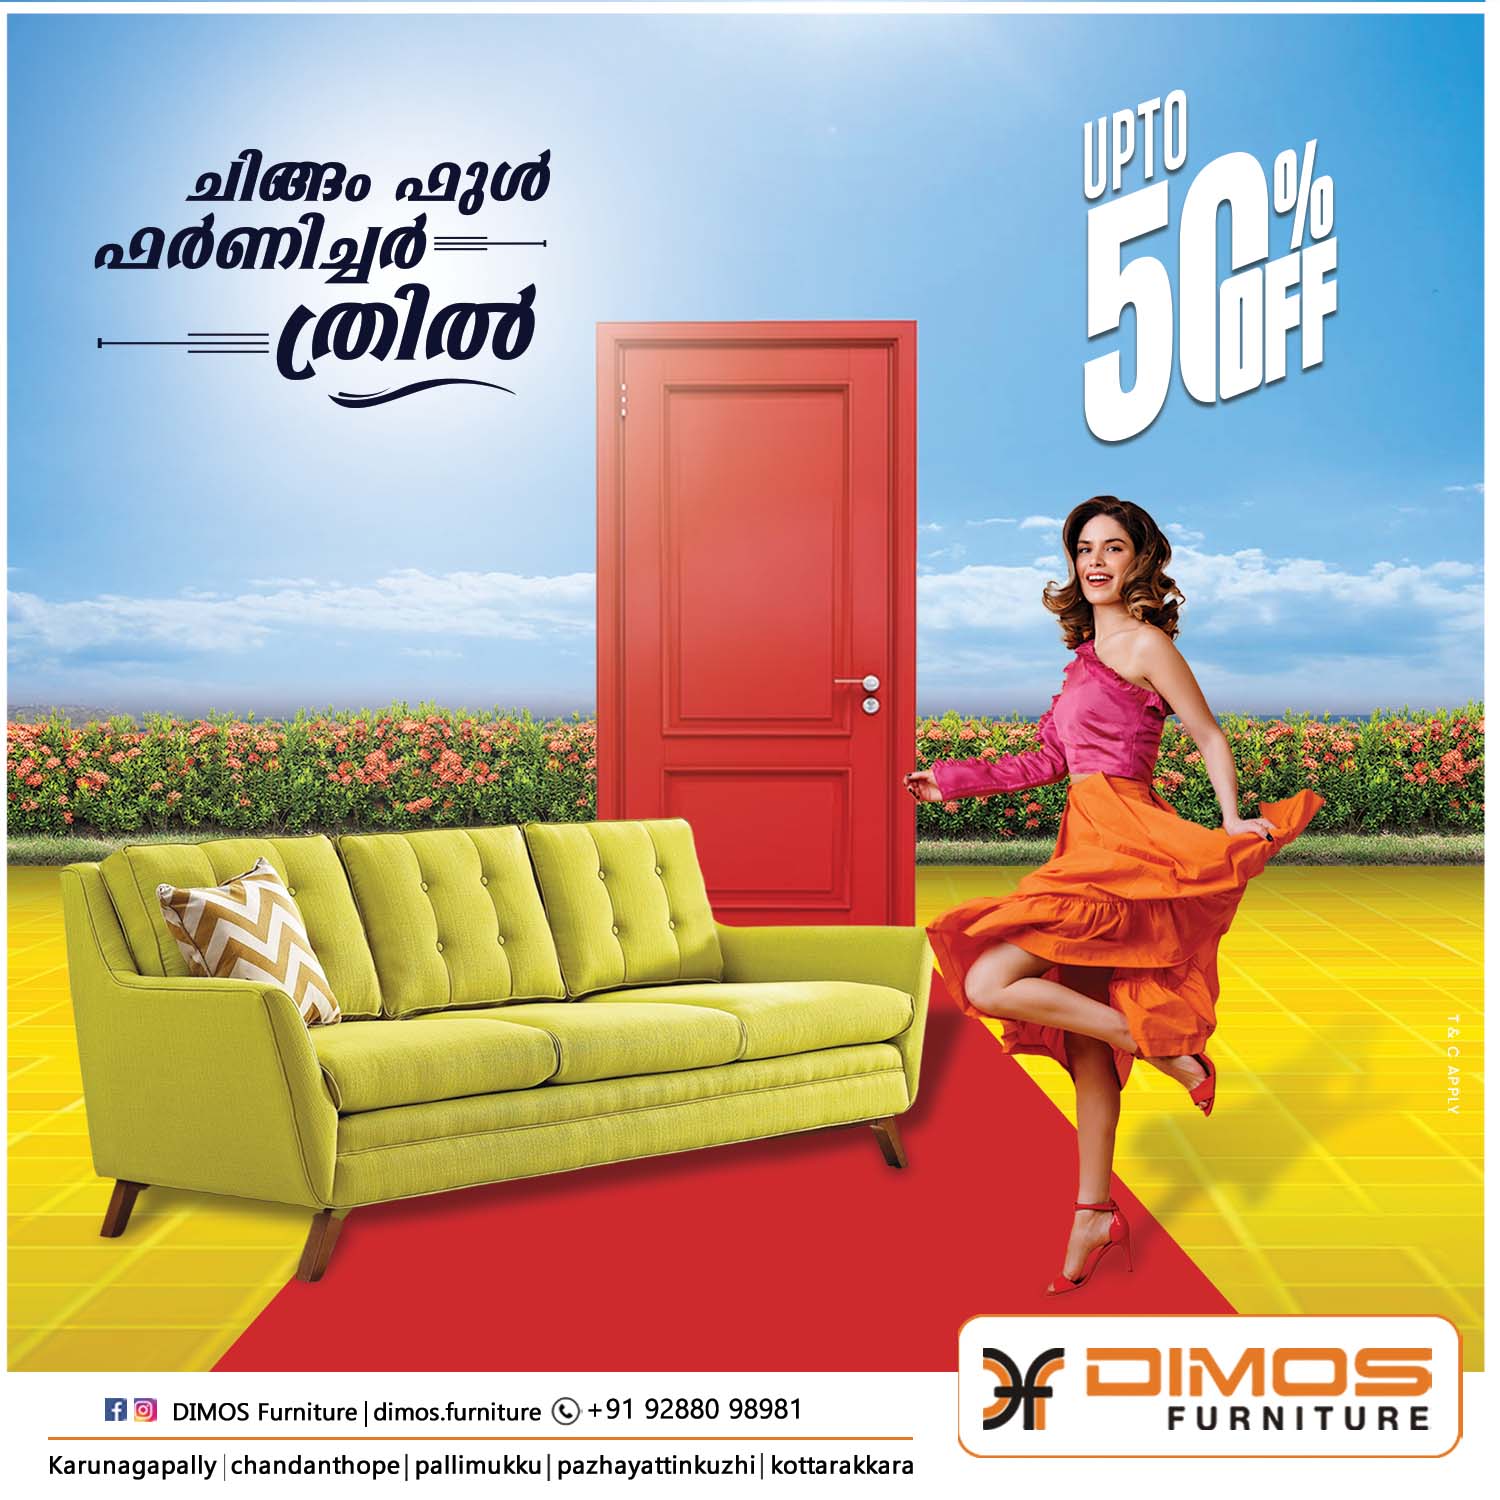 ചിങ്ങം ഫുൾ
ഫർണിച്ചർ
ത്രിൽ
UPTO
50%
OFF
T & C APPLY
DIMOS
FURNITURE
DIMOS Furniture | dimos.furniture +91 92880 98981
Karunagapally | chandanthope | pallimukku | pazhayattinkuzhi | kottarakkara